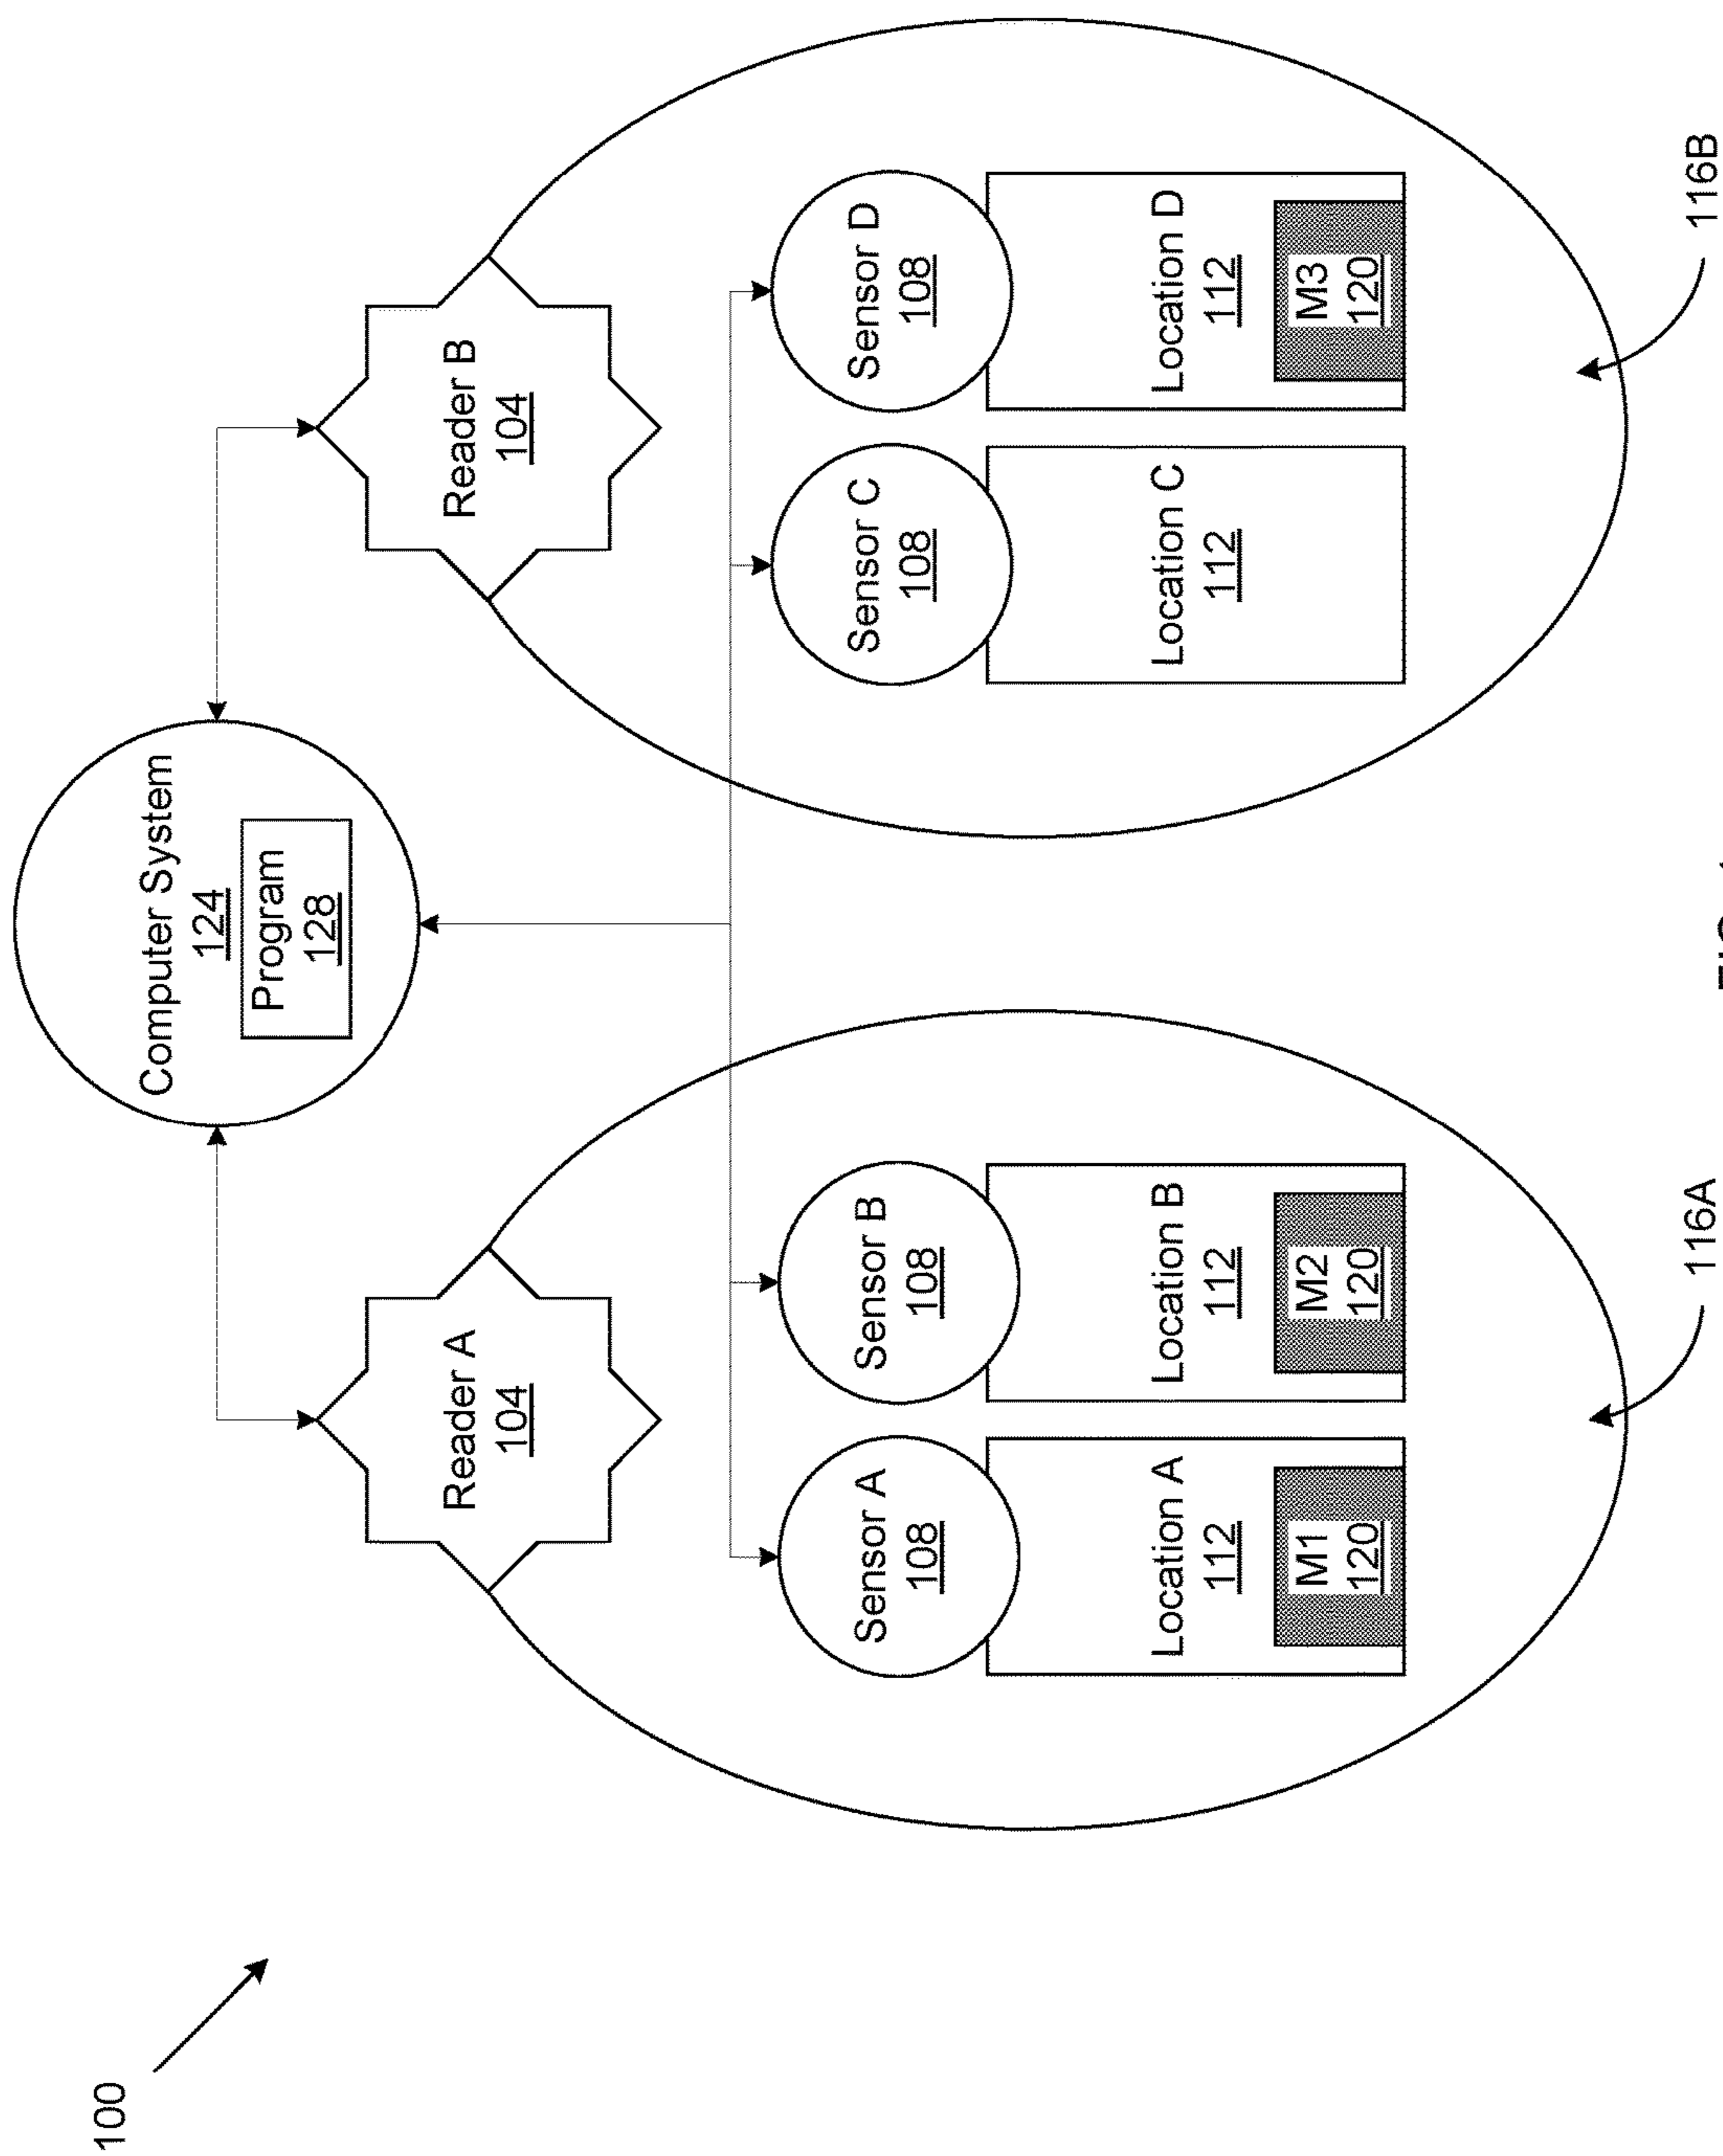 100
Computer System
124
Program
128
Reader A
104
Reader B
104
Sensor A
108
Sensor B
108
Sensor C
108
Sensor D
108
Location A
112
Location B
112
Location C
112
Location D
112
M1
120
M2
120
M3
120
116A
116B